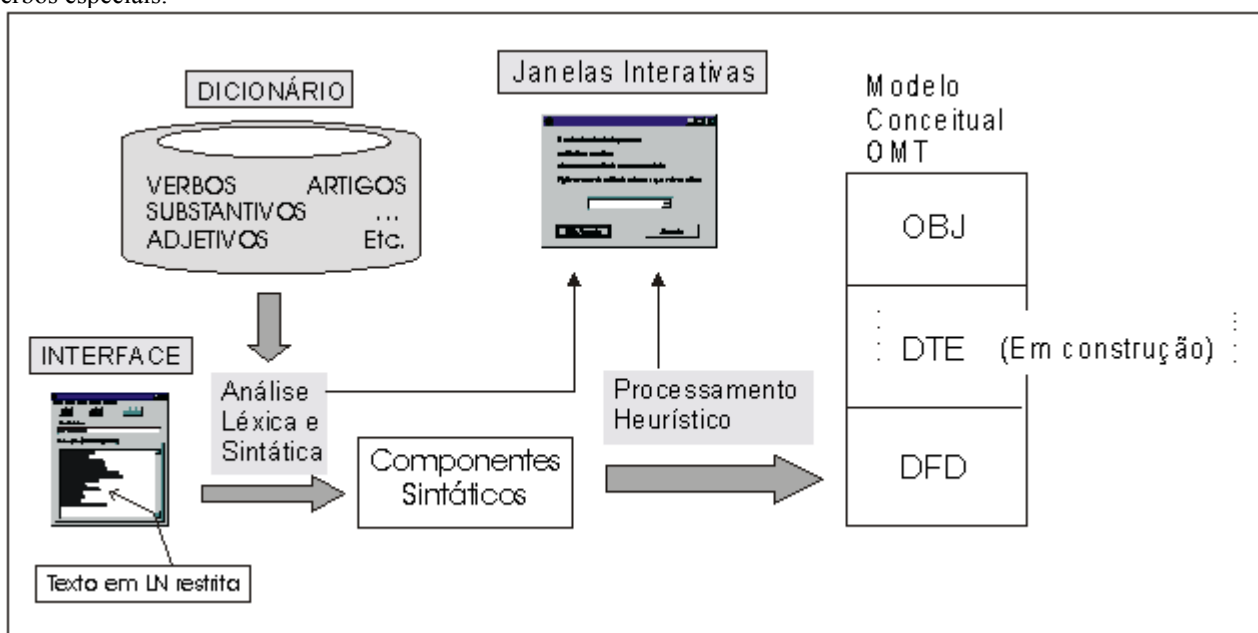 erbos especiais.
DICIONÁRIO
VERBOS ARTIGOS
SUBSTANTIVOS ...
ADJETIVOS Etc.
Janelas Interativas
Modelo
Conceitual
OMT
OBJ
DTE (Em construção)
DFD
INTERFACE
Análise
Léxica e
Sintática
Componentes
Sintáticos
Processamento
Heurístico
Texto em LN restrita